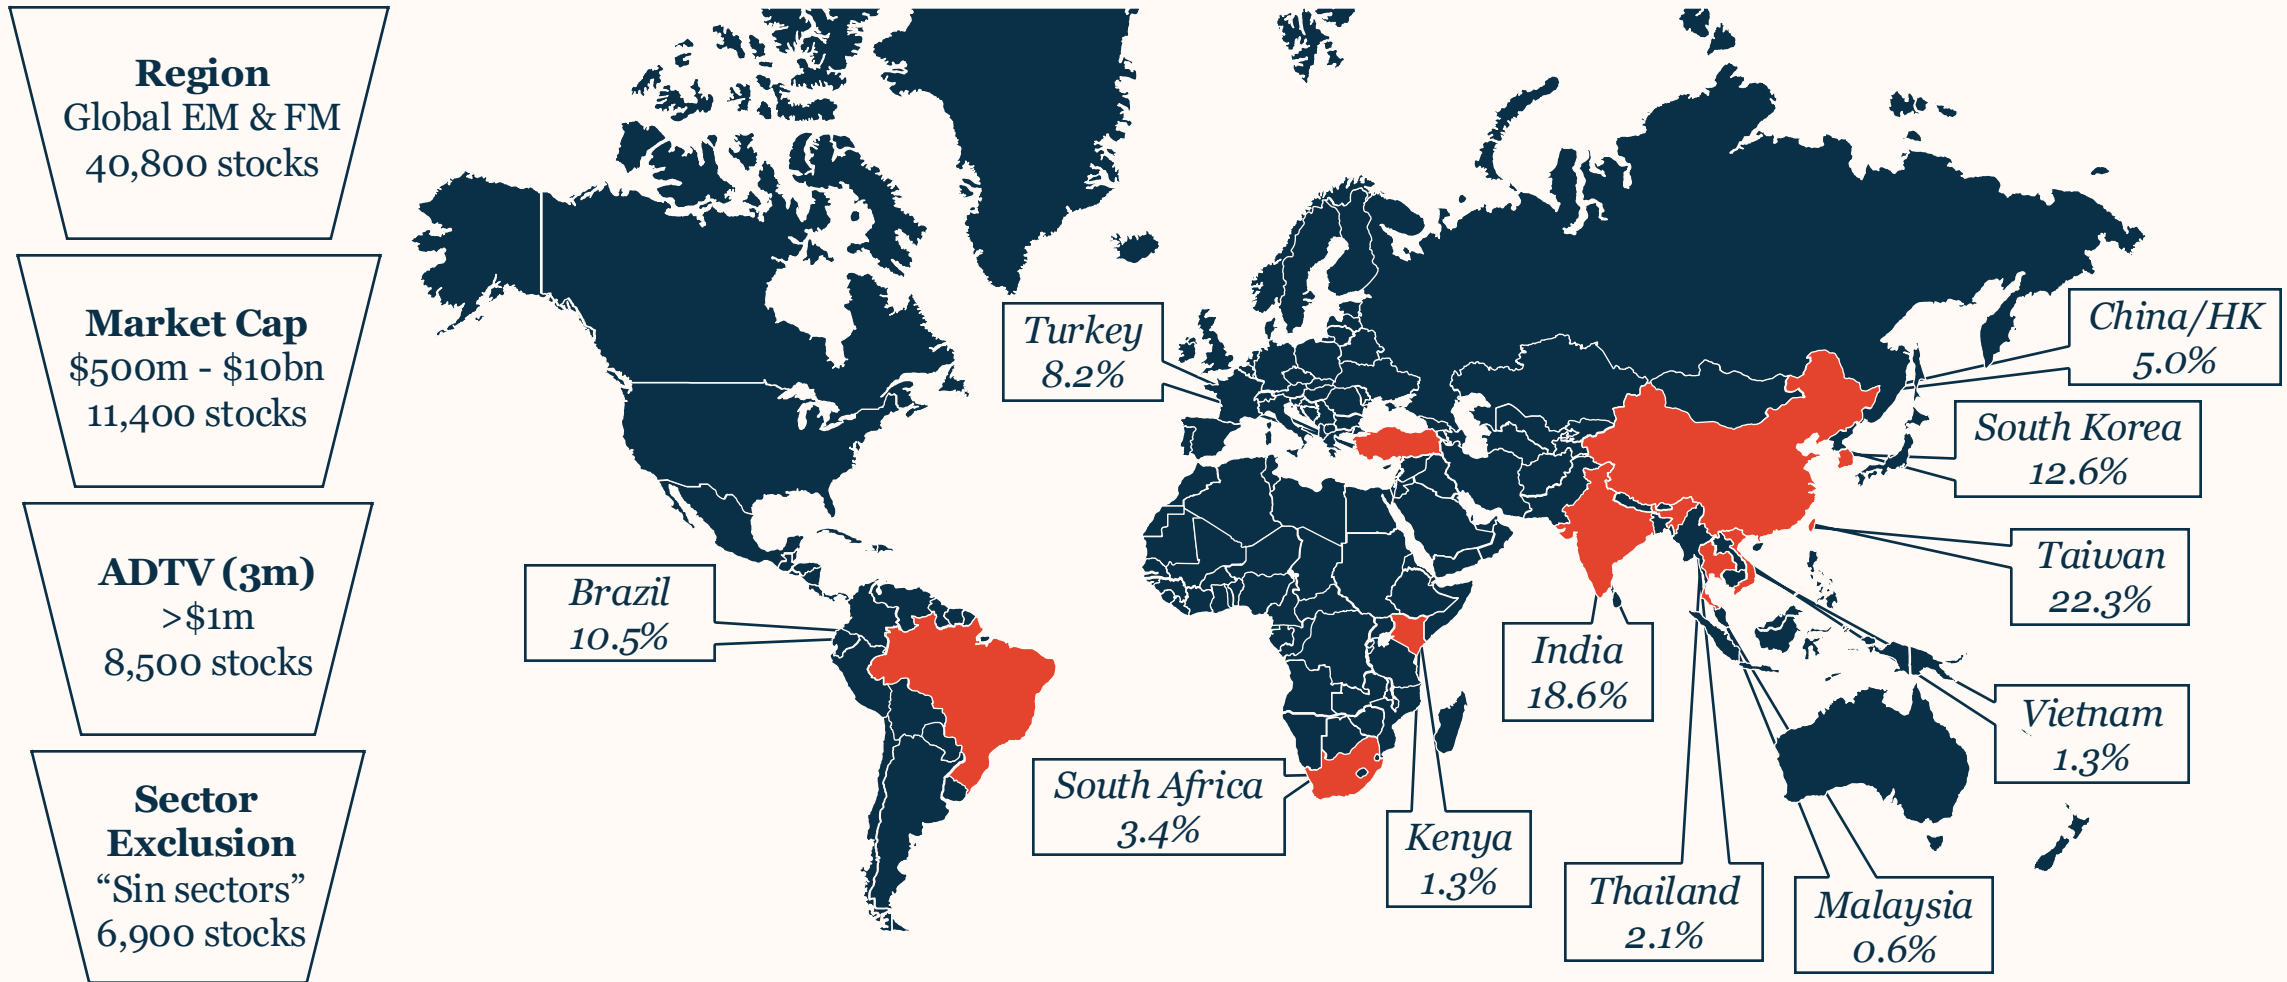 Region
Global EM & FM
40,800 stocks
Market Cap
$500m - $10bn
11,400 stocks
ADTV (3m)
>$1m
8,500 stocks
Sector
Exclusion
“Sin sectors”
6,900 stocks
Turkey
8.2%
China/HK
5.0%
South Korea
12.6%
Taiwan
22.3%
Brazil
10.5%
India
18.6%
Vietnam
1.3%
South Africa
3.4%
Kenya
1.3%
Thailand
2.1%
Malaysia
0.6%